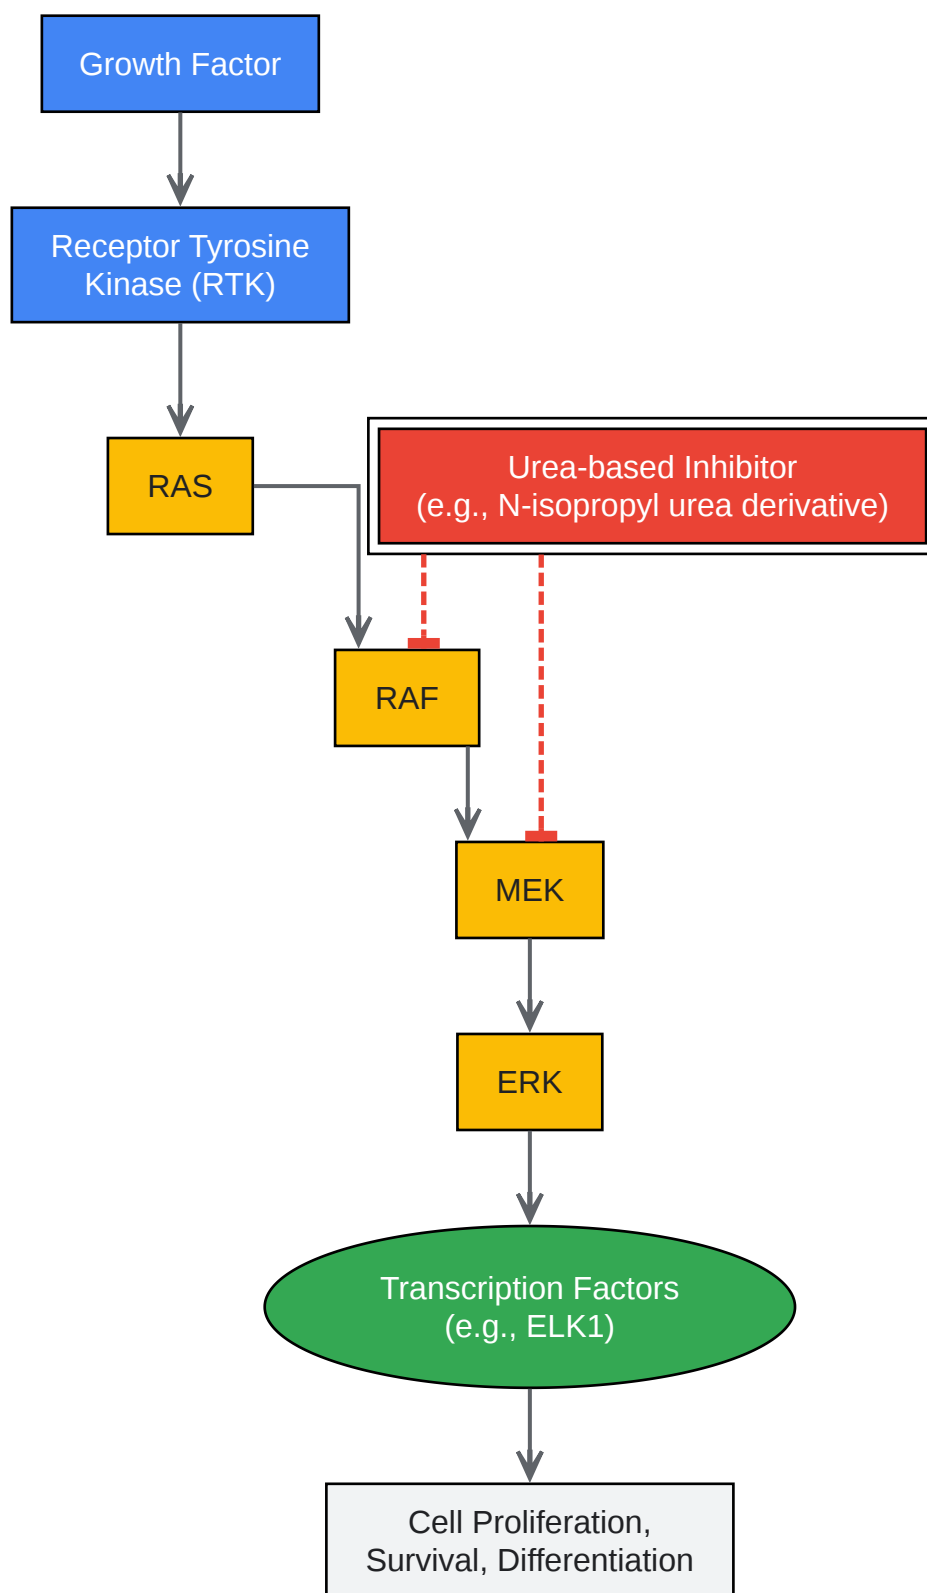 Growth Factor
Receptor Tyrosine
Kinase (RTK)
RAS
Urea-based Inhibitor
(e.g., N-isopropyl urea derivative)
RAF
MEK
ERK
Transcription Factors
(e.g., ELK1)
Cell Proliferation,
Survival, Differentiation